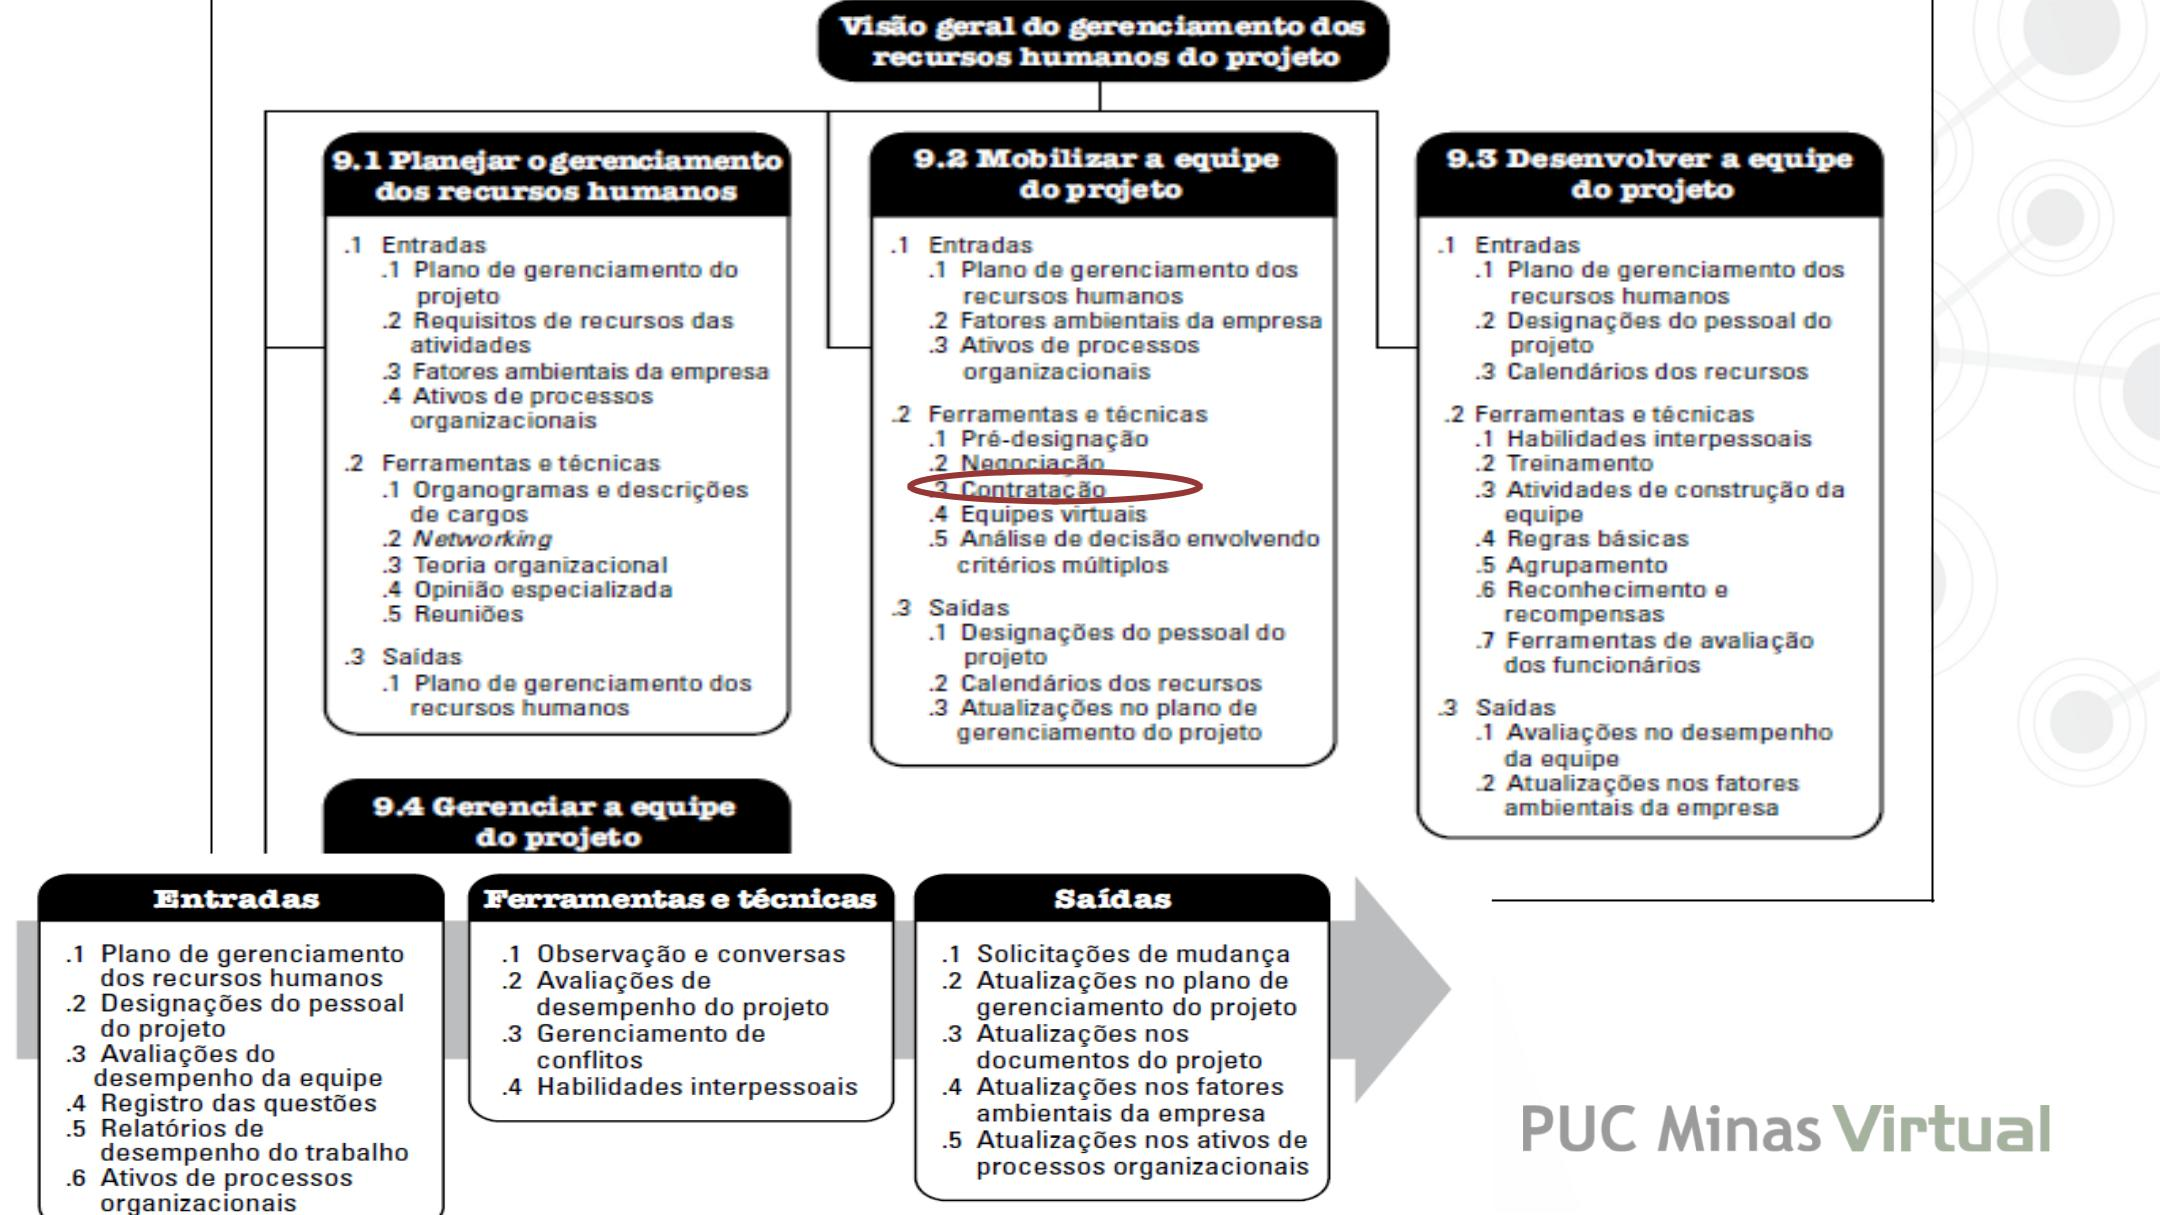 Visão geral do gerenciamento dos
recursos humanos do projeto
9.1 Planejar o gerenciamento
dos recursos humanos
.1 Entradas
.1 Plano de gerenciamento do
projeto
.2 Requisitos de recursos das
atividades
.3 Fatores ambientais da empresa
.4 Ativos de processos
organizacionais
.2 Ferramentas e técnicas
.1 Organogramas e descrições
de cargos
.2 Networking
.3 Teoria organizacional
.4 Opinião especializada
.5 Reuniões
.3 Saídas
.1 Plano de gerenciamento dos
recursos humanos
9.2 Mobilizar a equipe
do projeto
.1 Entradas
.1 Plano de gerenciamento dos
recursos humanos
.2 Fatores ambientais da empresa
.3 Ativos de processos
organizacionais
.2 Ferramentas e técnicas
.1 Pré-designação
.2 Negociação
.3 Contratação
.4 Equipes virtuais
.5 Análise de decisão envolvendo
critérios múltiplos
.3 Saídas
.1 Designações do pessoal do
projeto
.2 Calendários dos recursos
.3 Atualizações no plano de
gerenciamento do projeto
9.3 Desenvolver a equipe
do projeto
.1 Entradas
.1 Plano de gerenciamento dos
recursos humanos
.2 Designações do pessoal do
projeto
.3 Calendários dos recursos
.2 Ferramentas e técnicas
.1 Habilidades interpessoais
.2 Treinamento
.3 Atividades de construção da
equipe
.4 Regras básicas
.5 Agrupamento
.6 Reconhecimento e
recompensas
.7 Ferramentas de avaliação
dos funcionários
.3 Saídas
.1 Avaliações no desempenho
da equipe
.2 Atualizações nos fatores
ambientais da empresa
9.4 Gerenciar a equipe
do projeto
Entradas
.1 Plano de gerenciamento
dos recursos humanos
.2 Designações do pessoal
do projeto
.3 Avaliações do
desempenho da equipe
.4 Registro das questões
.5 Relatórios de
desempenho do trabalho
.6 Ativos de processos
organizacionais
Ferramentas e técnicas
.1 Observação e conversas
.2 Avaliações de
desempenho do projeto
.3 Gerenciamento de
conflitos
.4 Habilidades interpessoais
Saídas
.1 Solicitações de mudança
.2 Atualizações no plano de
gerenciamento do projeto
.3 Atualizações nos
documentos do projeto
.4 Atualizações nos fatores
ambientais da empresa
.5 Atualizações nos ativos de
processos organizacionais
PUC Minas Virtual